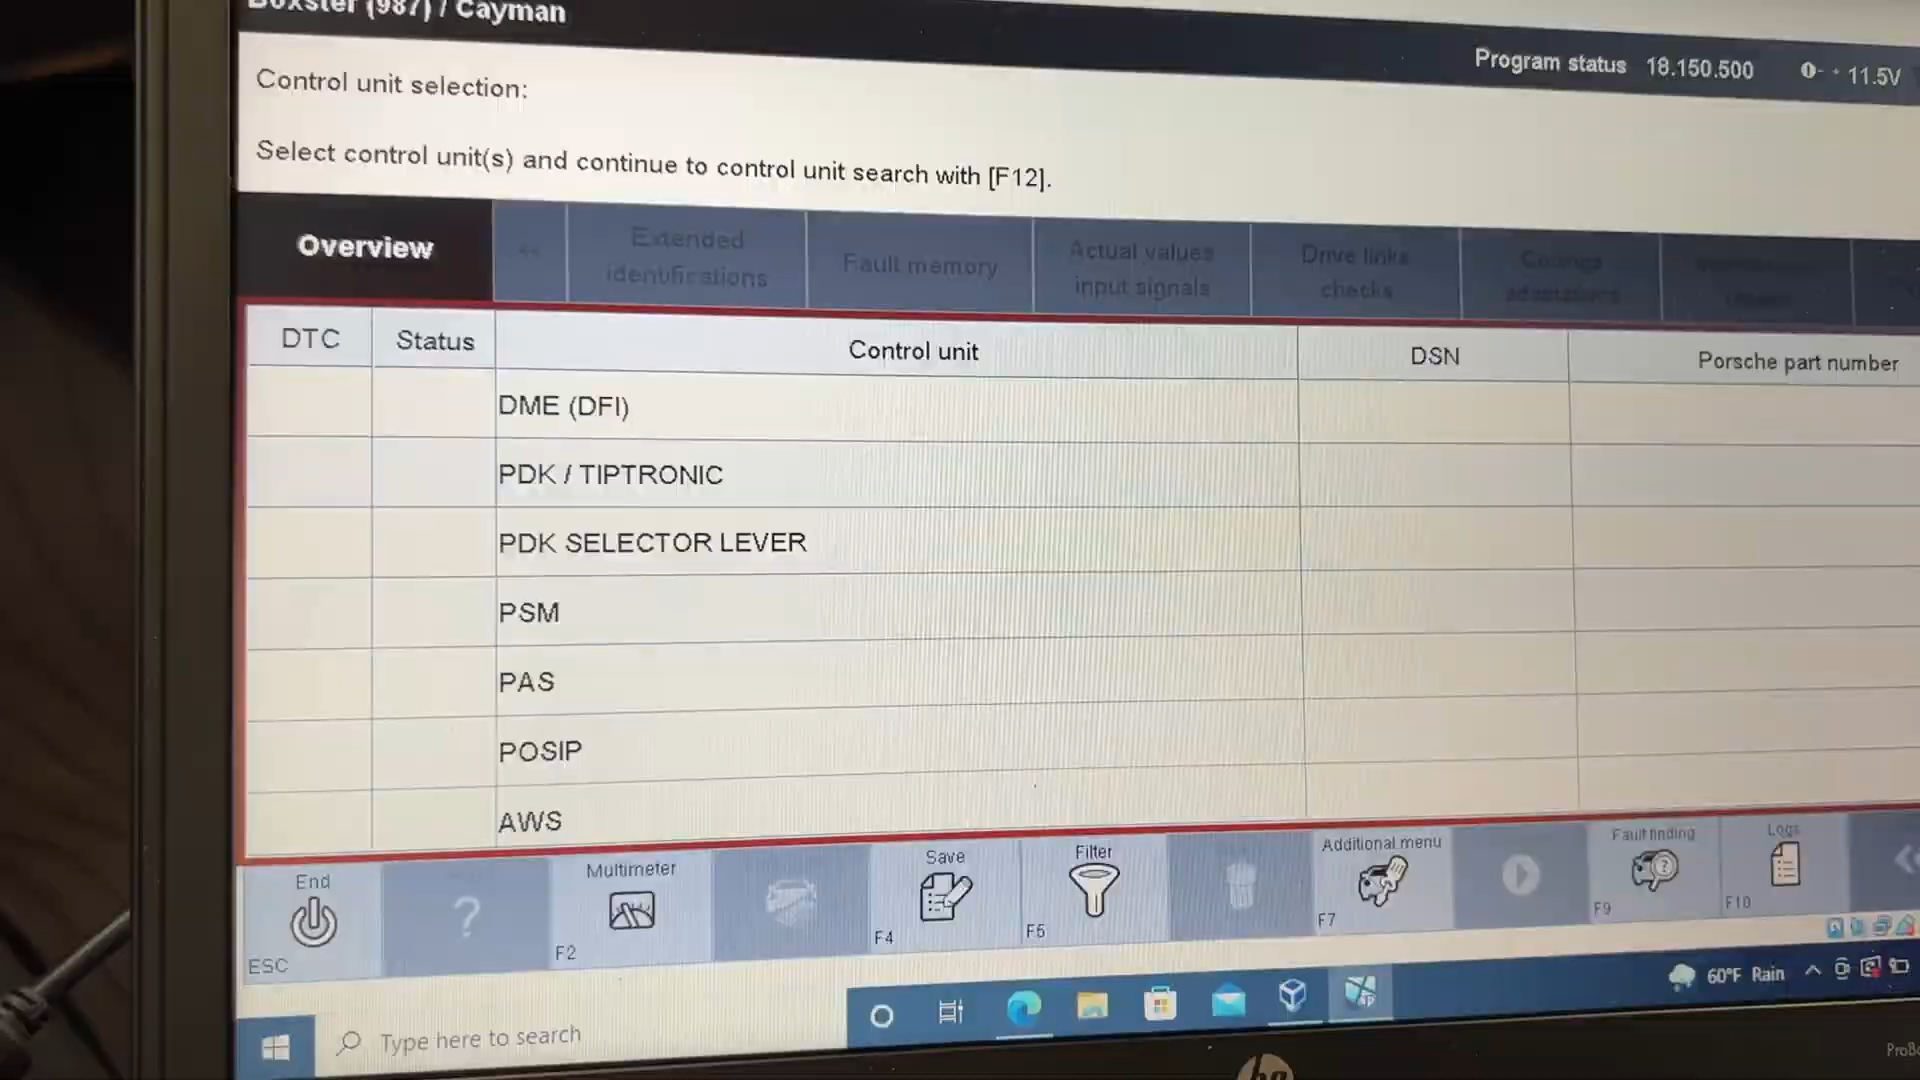 Boxster (987) / Cayman
Program status 18.150.500
11.5V
Control unit selection:
Select control unit(s) and continue to control unit search with [F12].
Overview
<<
Extended
identifications
Fault memory
Actual values
input signals
Drive links
checks
Codings
adaptations
DTC
Status
Control unit
DSN
Porsche part number
DME (DFI)
PDK / TIPTRONIC
PDK SELECTOR LEVER
PSM
PAS
POSIP
AWS
End
ESC
?
Multimeter
F2
Save
F4
Filter
F5
Additional menu
F7
Fault finding
F9
Logs
F10
<<
60°F Rain
Type here to search
hp